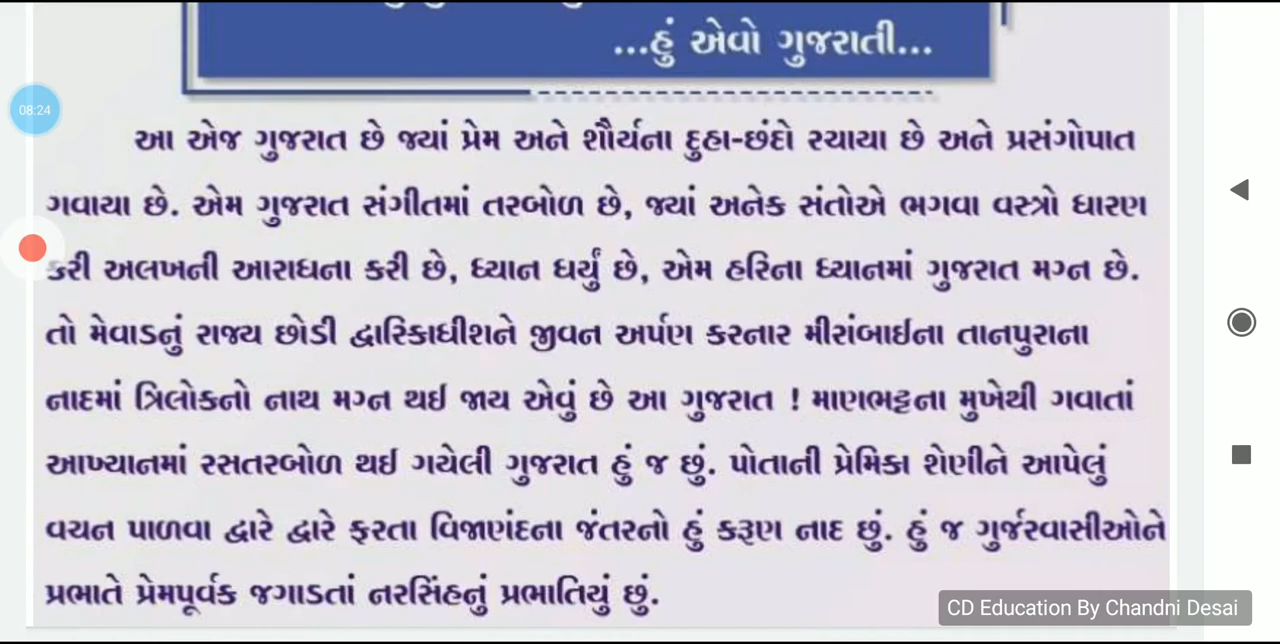 ...હું એવો ગુજરાતી...
08:24
આ એજ ગુજરાત છે જ્યાં પ્રેમ અને શૌર્યના દુહા-છંદો રચાયા છે અને પ્રસંગોપાત
ગવાયા છે. એમ ગુજરાત સંગીતમાં તરબોળ છે, જ્યાં અનેક સંતોએ ભગવા વસ્ત્રો ધારણ
કરી અલખની આરાધના કરી છે, ધ્યાન ધર્યું છે, એમ હરિના ધ્યાનમાં ગુજરાત મગ્ન છે.
તો મેવાડનું રાજ્ય છોડી દ્વારિકાધીશને જીવન અર્પણ કરનાર મીરાંબાઈના તાનપુરાના
નાદમાં ત્રિલોકનો નાથ મગ્ન થઈ જાય એવું છે આ ગુજરાત ! માણભટ્ટના મુખેથી ગવાતાં
આખ્યાનમાં રસતરબોળ થઈ ગયેલી ગુજરાત હું જ છું. પોતાની પ્રેમિકા શેણીને આપેલું
વચન પાળવા દ્વારે દ્વારે ફરતા વિજાણંદના જંતરનો હું કરૂણ નાદ છું. હું જ ગુર્જરવાસીઓને
પ્રભાતે પ્રેમપૂર્વક જગાડતાં નરસિંહનું પ્રભાતિયું છું.
CD Education By Chandni Desai